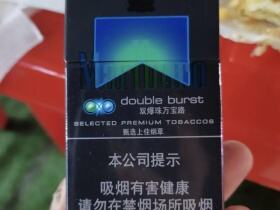 Marlboro
double burst
双爆珠万宝路
SELECTED PREMIUM TOBACCOS
甄选上佳烟草
本公司提示
吸烟有害健康
请勿在禁烟场所吸烟